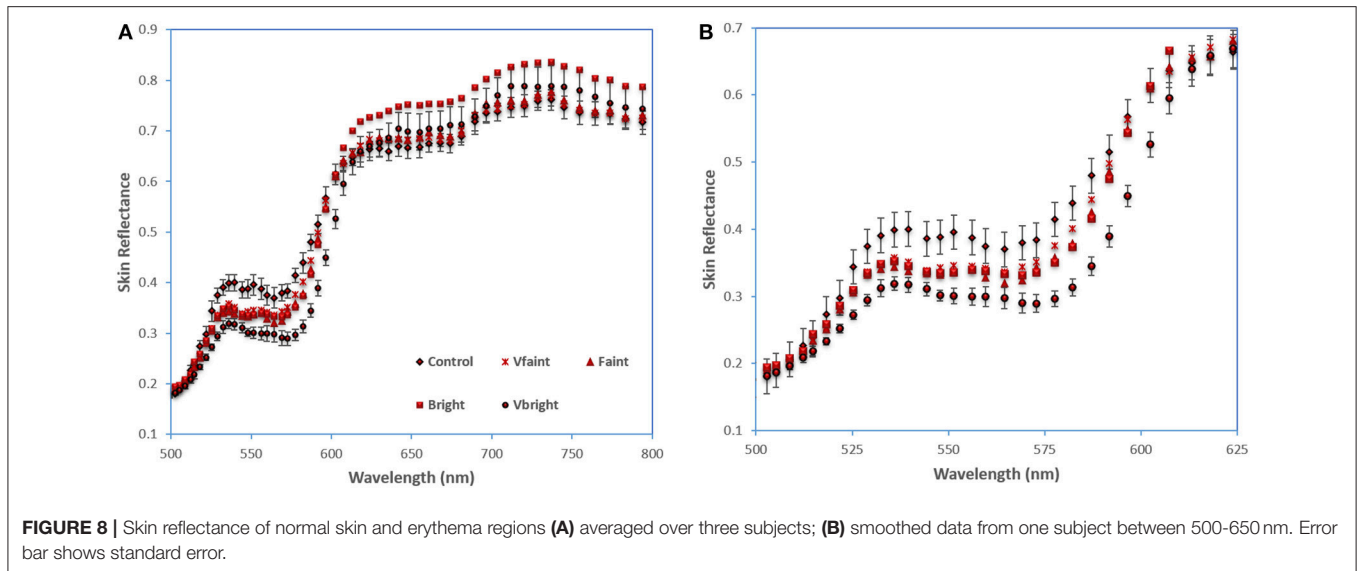 A
0.9
0.8
0.7
0.6
0.5
0.4
0.3
0.2
0.1
Skin Reflectance
500 550 600 650 700 750 800
Wavelength (nm)
Control Vfaint Faint
Bright Vbright
B
0.7
0.6
0.5
0.4
0.3
0.2
0.1
Skin Reflectance
500 525 550 575 600 625
Wavelength (nm)
FIGURE 8 | Skin reflectance of normal skin and erythema regions (A) averaged over three subjects; (B) smoothed data from one subject between 500-650 nm. Error
bar shows standard error.